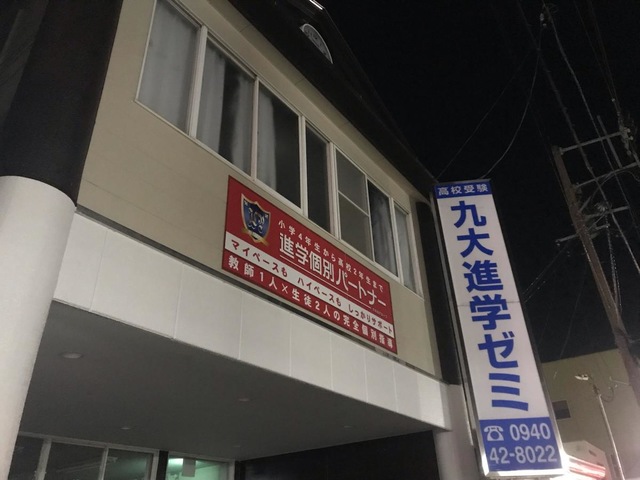 小学4年生から高校2年生まで
進学個別パートナー
マイペースも ハイペースも しっかりサポート
教師1人×生徒2人の完全個別指導
高校受験
九大進学ゼミ
☎0940
42-8022